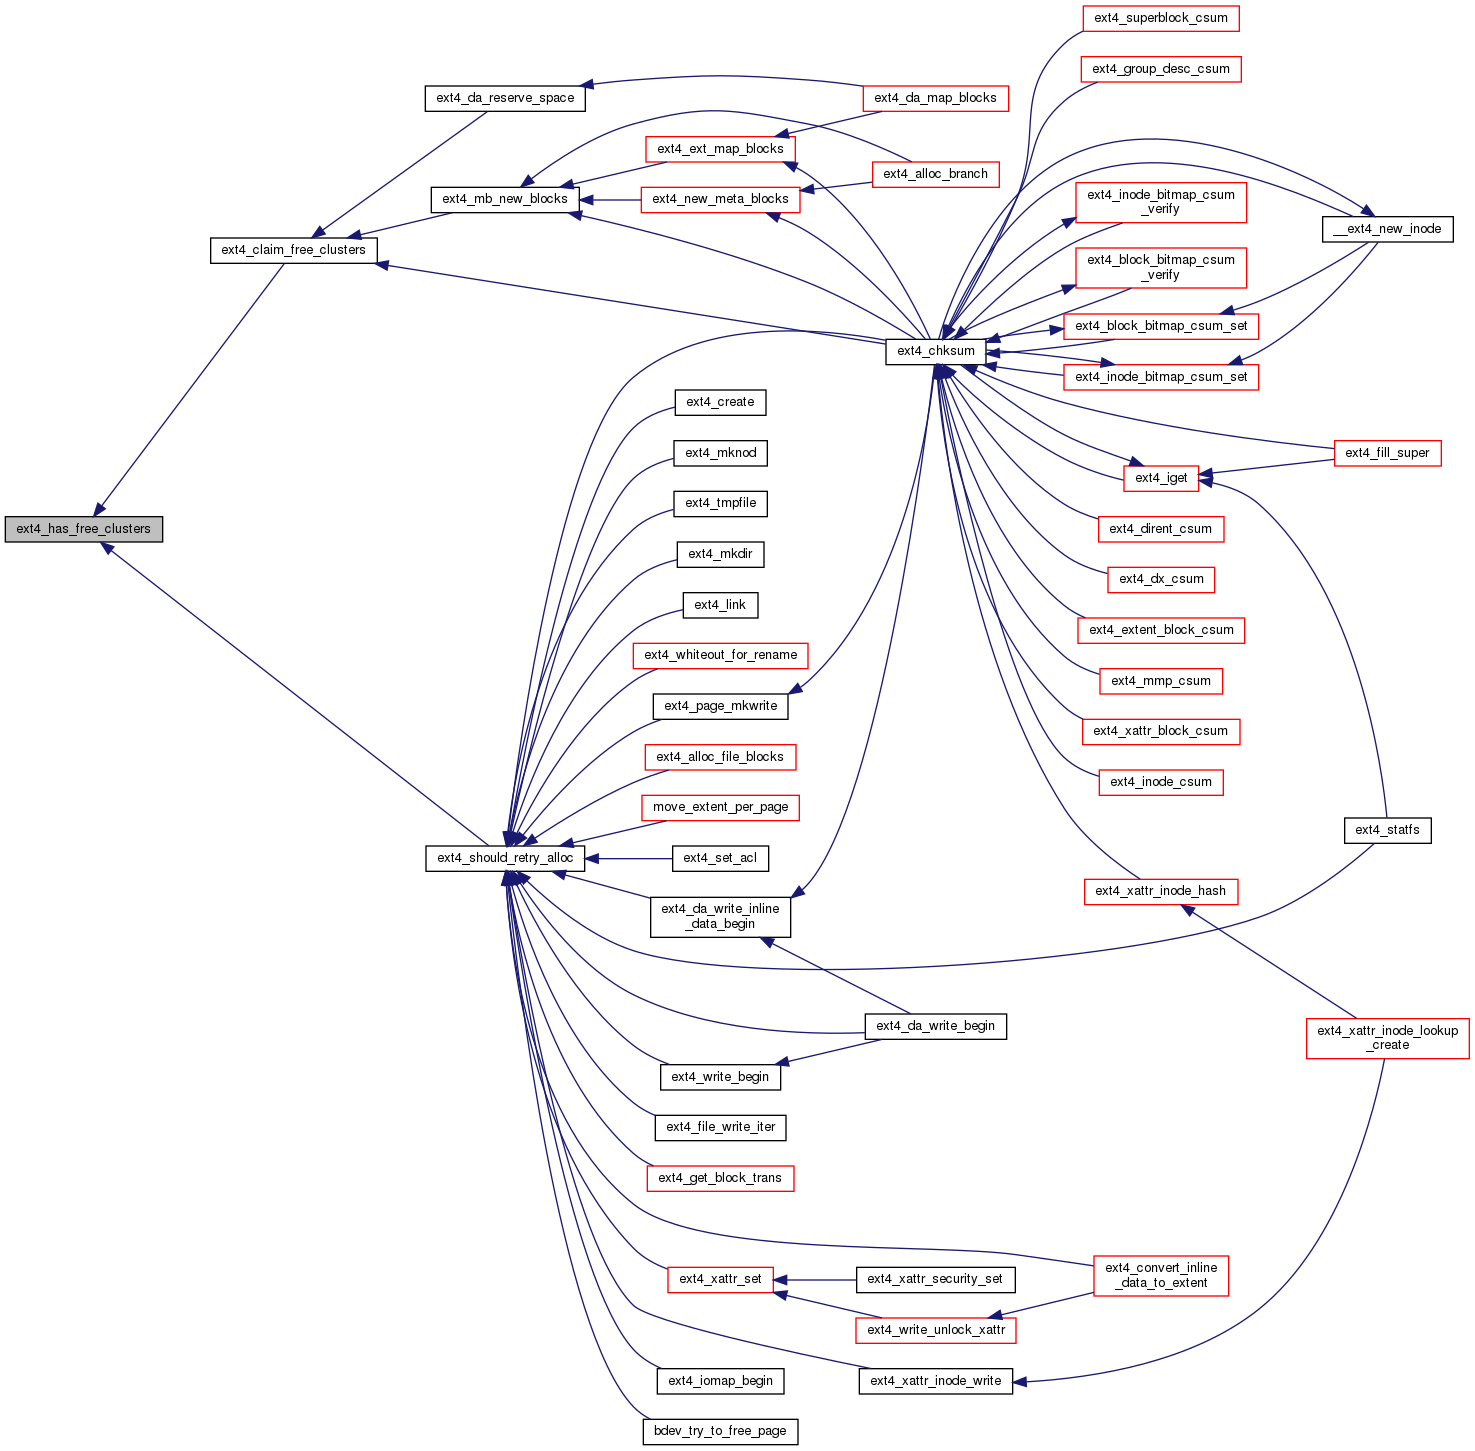 ext4_superblock_csum
ext4_group_desc_csum
ext4_da_reserve_space
ext4_da_map_blocks
ext4_ext_map_blocks
ext4_alloc_branch
ext4_mb_new_blocks
ext4_new_meta_blocks
ext4_inode_bitmap_csum
_verify
__ext4_new_inode
ext4_claim_free_clusters
ext4_block_bitmap_csum
_verify
ext4_block_bitmap_csum_set
ext4_chksum
ext4_inode_bitmap_csum_set
ext4_create
ext4_mknod
ext4_fill_super
ext4_iget
ext4_tmpfile
ext4_has_free_clusters
ext4_dirent_csum
ext4_mkdir
ext4_dx_csum
ext4_link
ext4_extent_block_csum
ext4_whiteout_for_rename
ext4_mmp_csum
ext4_page_mkwrite
ext4_xattr_block_csum
ext4_alloc_file_blocks
ext4_inode_csum
move_extent_per_page
ext4_statfs
ext4_should_retry_alloc
ext4_set_acl
ext4_xattr_inode_hash
ext4_da_write_inline
_data_begin
ext4_da_write_begin
ext4_xattr_inode_lookup
_create
ext4_write_begin
ext4_file_write_iter
ext4_get_block_trans
ext4_convert_inline
_data_to_extent
ext4_xattr_set
ext4_xattr_security_set
ext4_write_unlock_xattr
ext4_iomap_begin
ext4_xattr_inode_write
bdev_try_to_free_page